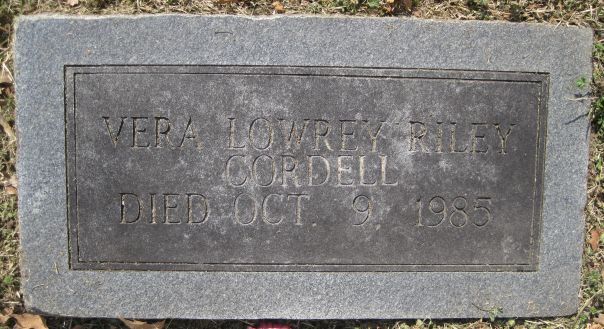 VERA LOWREY RILEY
CORDELL
DIED OCT. 9, 1985